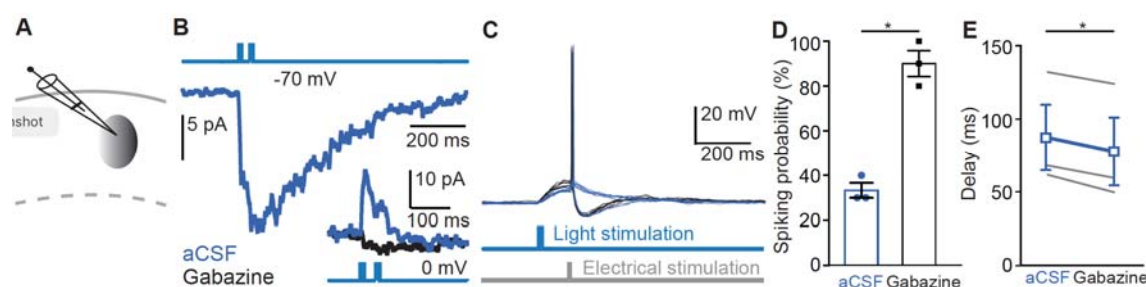 A
nshot
B
-70 mV
5 pA
200 ms
10 pA
100 ms
aCSF
Gabazine
0 mV
C
20 mV
200 ms
Light stimulation
Electrical stimulation
D
*
Spiking probability (%)
100
80
60
40
20
0
aCSF
Gabazine
E
*
Delay (ms)
150
100
50
0
aCSF Gabazine